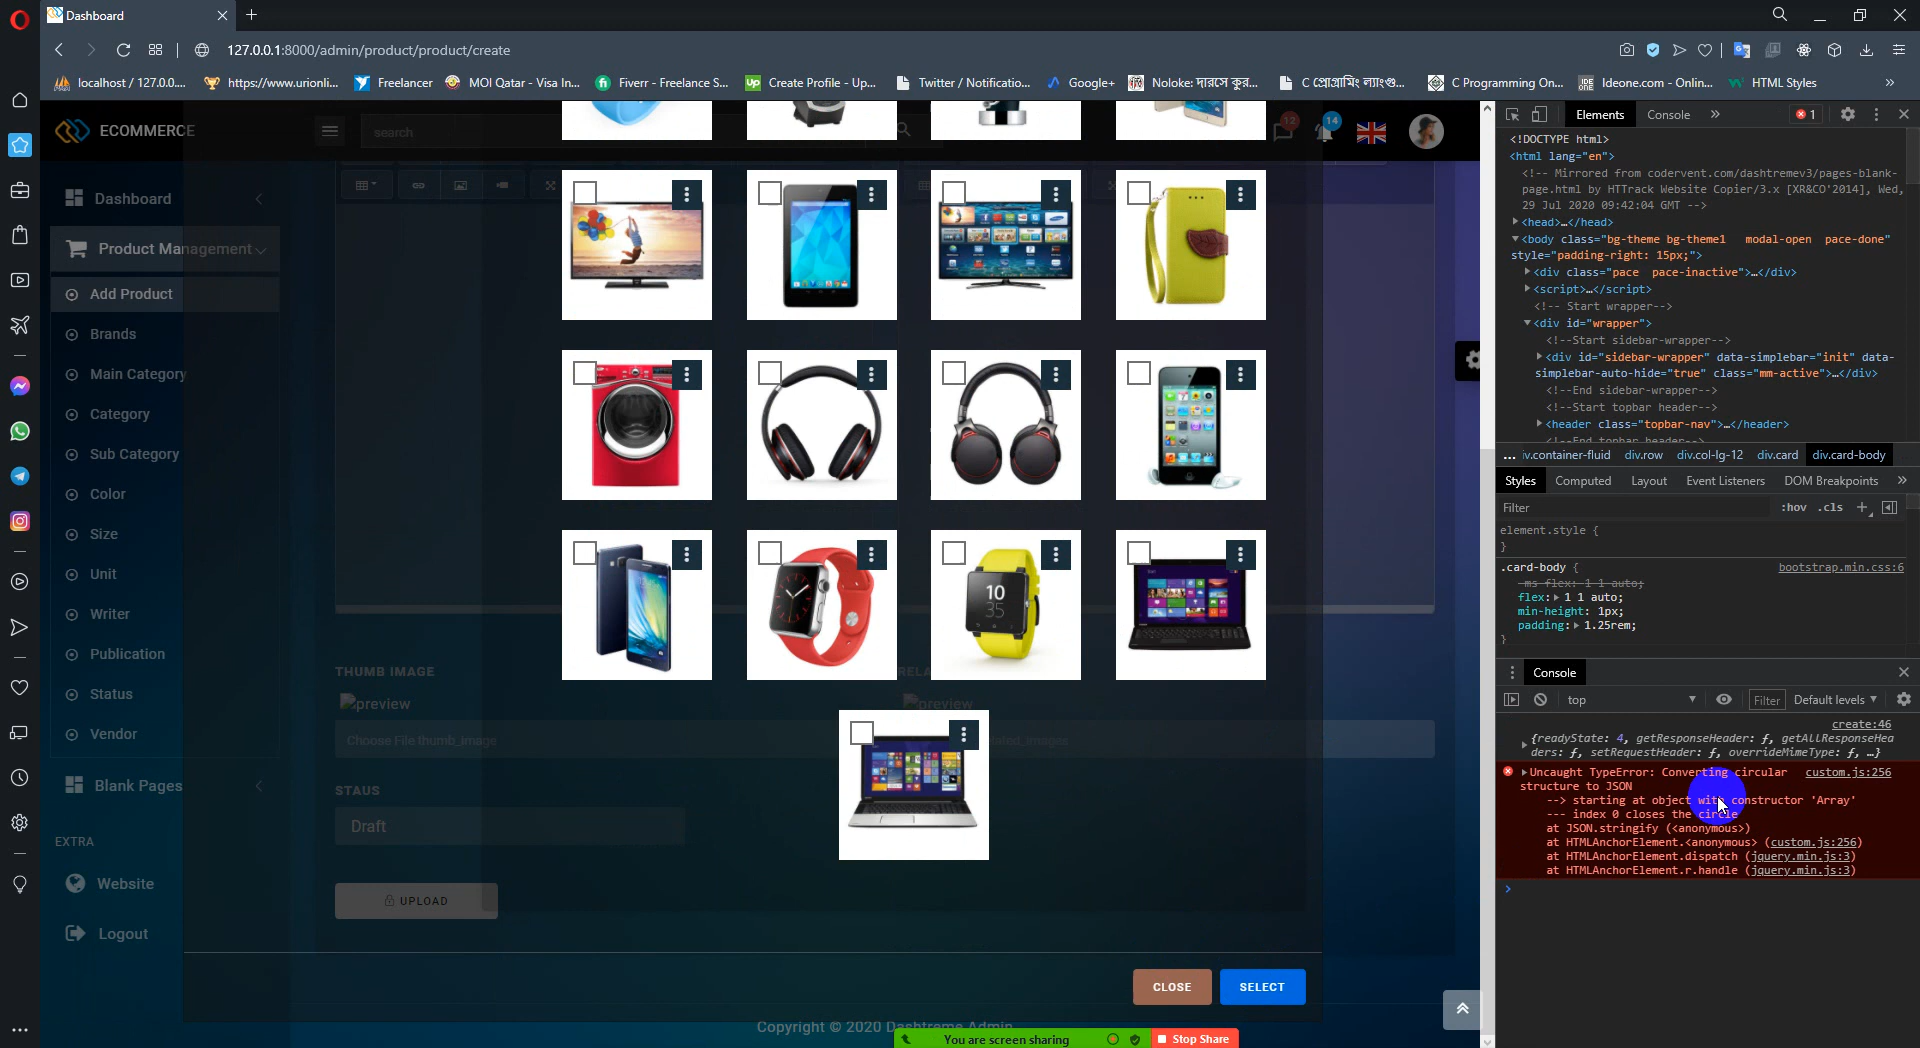 Dashboard
127.0.0.1:8000/admin/product/product/create
localhost / 127.0.0...
https://www.urionli...
Freelancer
MOI Qatar - Visa In...
Fiverr - Freelance S...
Create Profile - Up...
Twitter / Notificatio...
Google+
Noloke: দারসে কুর...
C প্রোগ্রামিং ল্যাংগু...
C Programming On...
Ideone.com - Onlin...
HTML Styles
ECOMMERCE
search
12
14
Dashboard
Product Management
Add Product
Brands
Main Category
Category
Sub Category
Color
Size
Unit
Writer
Publication
Status
Vendor
Blank Pages
EXTRA
Website
Logout
THUMB IMAGE
preview
Choose File thumb_image
preview
STAUS
Draft
UPLOAD
10
35
CLOSE
SELECT
Copyright © 2020 Dashtreme Admin
You are screen sharing
Stop Share
Elements
Console
1
<!DOCTYPE html>
<html lang="en">
<!-- Mirrored from codervent.com/dashtremev3/pages-blank-
page.html by HTTrack Website Copier/3.x [XR&CO'2014], Wed,
29 Jul 2020 09:42:04 GMT -->
<head>…</head>
<body class="bg-theme bg-theme1   modal-open  pace-done"
style="padding-right: 15px;">
<div class="pace  pace-inactive">…</div>
<script>…</script>
<!-- Start wrapper-->
<div id="wrapper">
<!--Start sidebar-wrapper-->
<div id="sidebar-wrapper" data-simplebar="init" data-
simplebar-auto-hide="true" class="mm-active">…</div>
<!--End sidebar-wrapper-->
<!--Start topbar header-->
<header class="topbar-nav">…</header>
<!--End topbar header-->
... iv.container-fluid
div.row
div.col-lg-12
div.card
div.card-body
Styles
Computed
Layout
Event Listeners
DOM Breakpoints
Filter
:hov
.cls
element.style {
}
.card-body {
bootstrap.min.css:6
-ms-flex: 1 1 auto;
flex: 1 1 auto;
min-height: 1px;
padding: 1.25rem;
}
Console
top
Filter
Default levels
create:46
{readyState: 4, getResponseHeader: ƒ, getAllResponseHea
ders: ƒ, setRequestHeader: ƒ, overrideMimeType: ƒ, …}
Uncaught TypeError: Converting circular
custom.js:256
structure to JSON
--> starting at object with constructor 'Array'
--- index 0 closes the circle
at JSON.stringify (<anonymous>)
at HTMLAnchorElement.<anonymous> (custom.js:256)
at HTMLAnchorElement.dispatch (jquery.min.js:3)
at HTMLAnchorElement.r.handle (jquery.min.js:3)